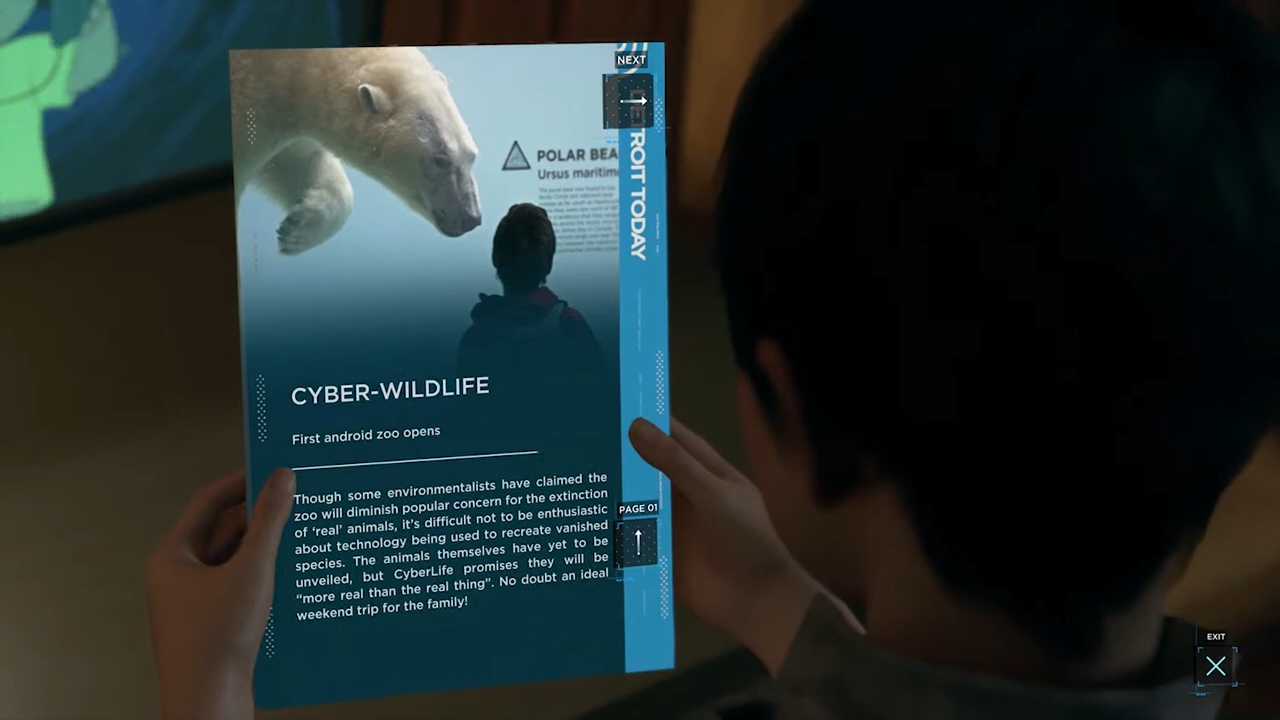 NEXT
DETROIT TODAY
POLAR BEA
Ursus maritim
CYBER-WILDLIFE
First android zoo opens
Though some environmentalists have claimed the
zoo will diminish popular concern for the extinction
of ‘real’ animals, it’s difficult not to be enthusiastic
about technology being used to recreate vanished
species. The animals themselves have yet to be
unveiled, but CyberLife promises they will be
“more real than the real thing”. No doubt an ideal
weekend trip for the family!
PAGE 01
EXIT